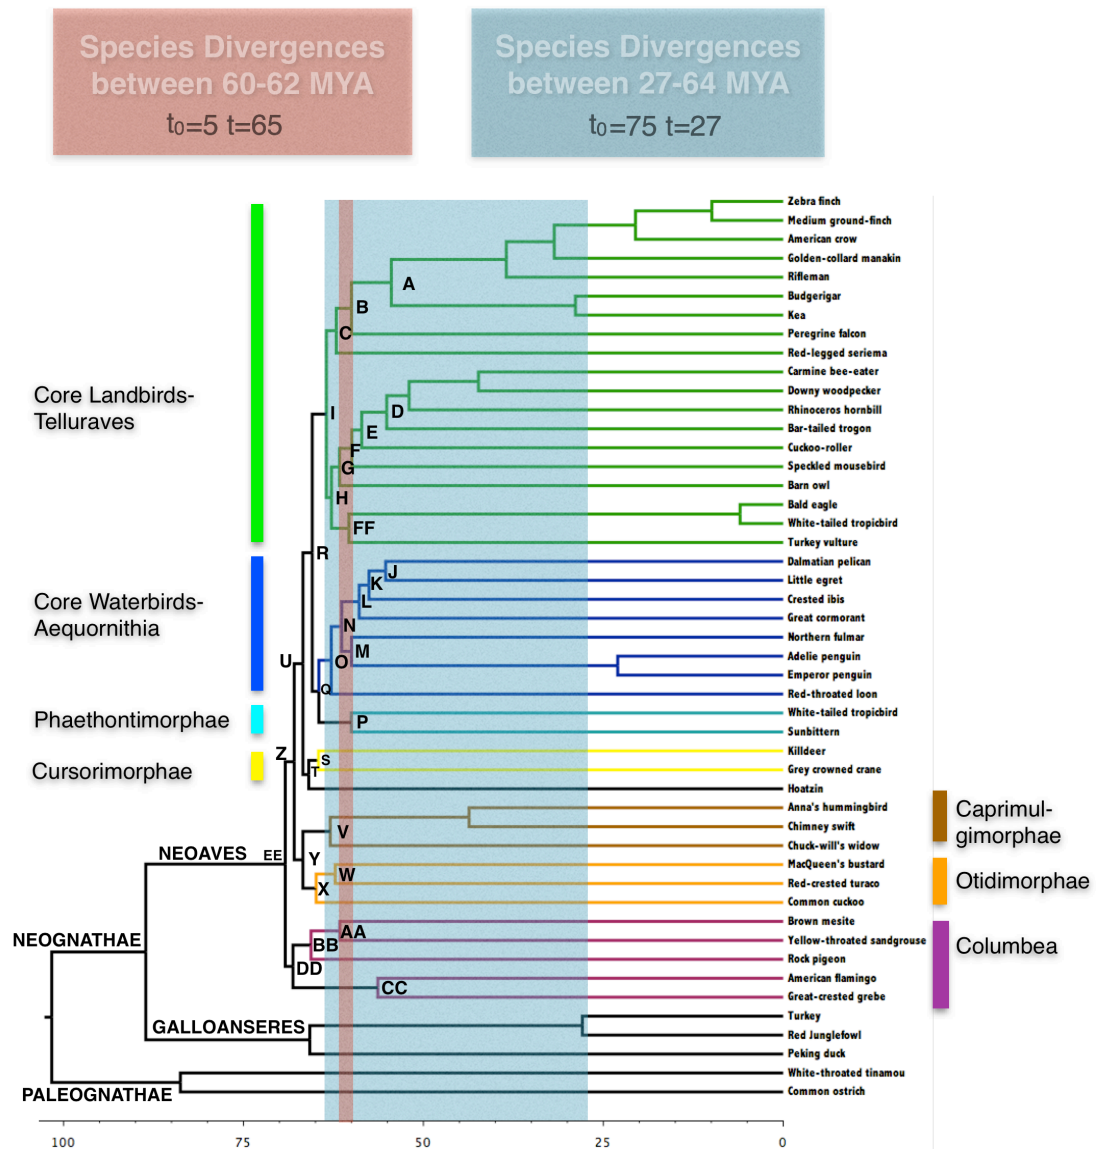 Species Divergences
between 60-62 MYA
t₀=5 t=65
Species Divergences
between 27-64 MYA
t₀=75 t=27
Core Landbirds-
Telluraves
Core Waterbirds-
Aequornithia
Phaethontimorphae
Cursorimorphae
NEOAVES
NEOGNATHAE
GALLOANSERES
PALEOGNATHAE
A
B
C
D
E
F
G
H
I
FF
R
J
K
L
N
M
O
Q
P
U
S
T
Z
V
Y
W
X
EE
AA
BB
DD
CC
Zebra finch
Medium ground-finch
American crow
Golden-collard manakin
Rifleman
Budgerigar
Kea
Peregrine falcon
Red-legged seriema
Carmine bee-eater
Downy woodpecker
Rhinoceros hornbill
Bar-tailed trogon
Cuckoo-roller
Speckled mousebird
Barn owl
Bald eagle
White-tailed tropicbird
Turkey vulture
Dalmatian pelican
Little egret
Crested ibis
Great cormorant
Northern fulmar
Adelie penguin
Emperor penguin
Red-throated loon
White-tailed tropicbird
Sunbittern
Killdeer
Grey crowned crane
Hoatzin
Anna's hummingbird
Chimney swift
Chuck-will's widow
MacQueen's bustard
Red-crested turaco
Common cuckoo
Brown mesite
Yellow-throated sandgrouse
Rock pigeon
American flamingo
Great-crested grebe
Turkey
Red Junglefowl
Peking duck
White-throated tinamou
Common ostrich
Caprimul-
gimorphae
Otidimorphae
Columbea
100 75 50 25 0